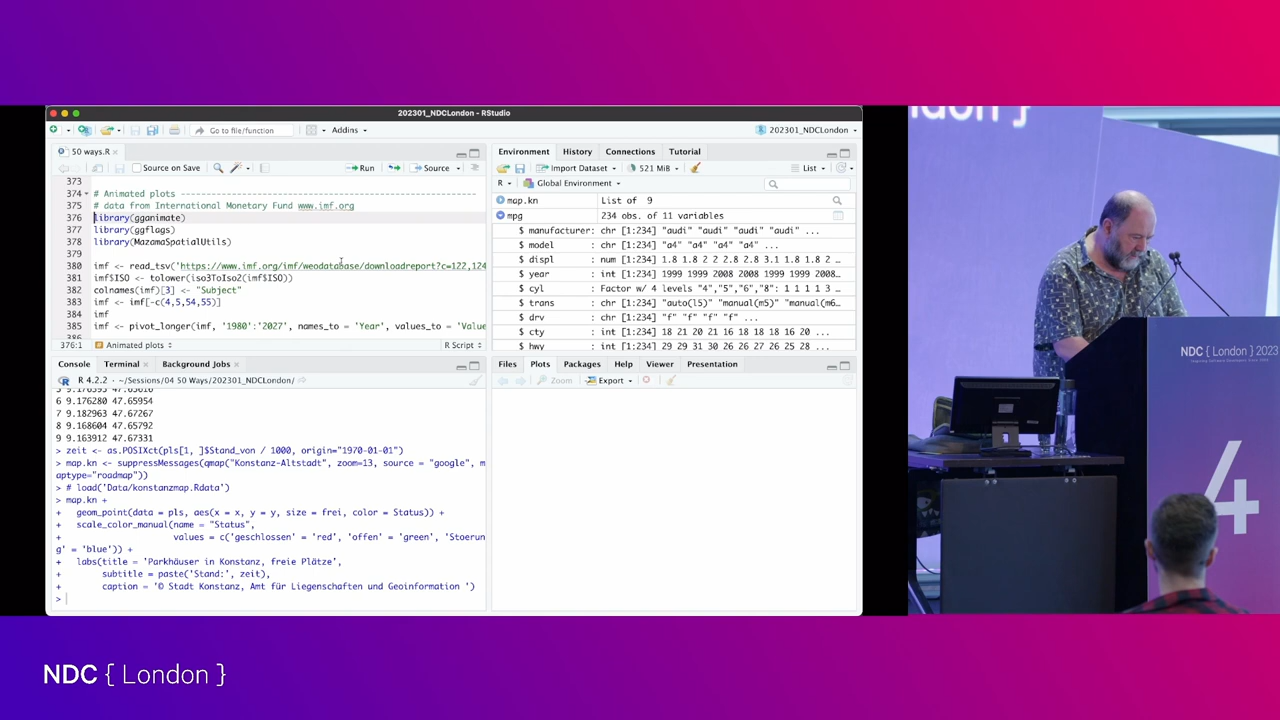 202301_NDCLondon - RStudio
Go to file/function
Addins
202301_NDCLondon
50 ways.R
Source on Save
Run
Source
373
374 # Animated plots
375 # data from International Monetary Fund www.imf.org
376 library(gganimate)
377 library(ggflags)
378 library(MazamaSpatialUtils)
379
380 imf <- read_tsv('https://www.imf.org/imf/weodatabase/downloadreport?c=122,124
381 imf$ISO <- tolower(iso3ToIso2(imf$ISO))
382 colnames(imf)[3] <- "Subject"
383 imf <- imf[-c(4,5,54,55)]
384 imf
385 imf <- pivot_longer(imf, '1980':'2027', names_to = 'Year', values_to = 'Value
376:1 Animated plots R Script
Environment History Connections Tutorial
Import Dataset 521 MiB List
R Global Environment
map.kn List of 9
mpg 234 obs. of 11 variables
$ manufacturer: chr [1:234] "audi" "audi" "audi" "audi" ...
$ model : chr [1:234] "a4" "a4" "a4" "a4" ...
$ displ : num [1:234] 1.8 1.8 2 2 2.8 2.8 3.1 1.8 1.8 2 ...
$ year : int [1:234] 1999 1999 2008 2008 1999 1999 2008...
$ cyl : Factor w/ 4 levels "4","5","6","8": 1 1 1 1 3 ...
$ trans : chr [1:234] "auto(l5)" "manual(m5)" "manual(m6...
$ drv : chr [1:234] "f" "f" "f" "f" ...
$ cty : int [1:234] 18 21 20 21 16 18 18 18 16 20 ...
$ hwy : int [1:234] 29 29 31 30 26 26 27 26 25 28 ...
Console Terminal Background Jobs
R 4.2.2 · ~/Sessions/04 50 Ways/202301_NDCLondon/
6 9.176280 47.65954
7 9.182963 47.67267
8 9.168604 47.65792
9 9.163912 47.67331
> zeit <- as.POSIXct(pls[1, ]$Stand_von / 1000, origin="1970-01-01")
> map.kn <- suppressMessages(qmap("Konstanz-Altstadt", zoom=13, source = "google", m
aptype="roadmap"))
> # load('Data/konstanzmap.Rdata')
> map.kn +
+ geom_point(data = pls, aes(x = x, y = y, size = frei, color = Status)) +
+ scale_color_manual(name = "Status",
+ values = c('geschlossen' = 'red', 'offen' = 'green', 'Stoerun
g' = 'blue')) +
+ labs(title = 'Parkhäuser in Konstanz, freie Plätze',
+ subtitle = paste('Stand:', zeit),
+ caption = '© Stadt Konstanz, Amt für Liegenschaften und Geoinformation ')
>
Files Plots Packages Help Viewer Presentation
Zoom Export
London }
NDC { London } 2023
4
NDC { London }